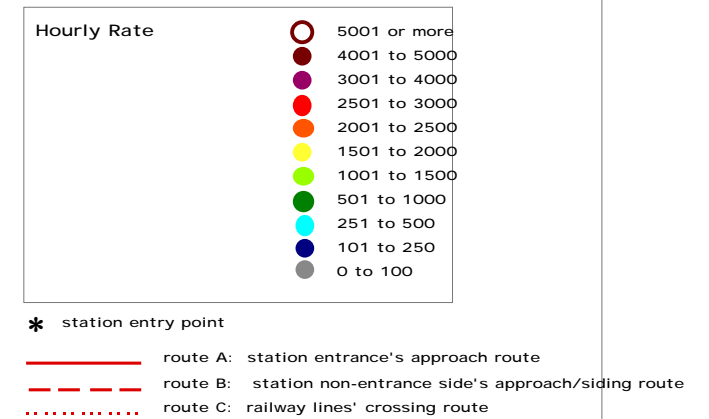 Hourly Rate
5001 or more
4001 to 5000
3001 to 4000
2501 to 3000
2001 to 2500
1501 to 2000
1001 to 1500
501 to 1000
251 to 500
101 to 250
0 to 100
* station entry point
route A: station entrance's approach route
route B: station non-entrance side's approach/siding route
route C: railway lines' crossing route